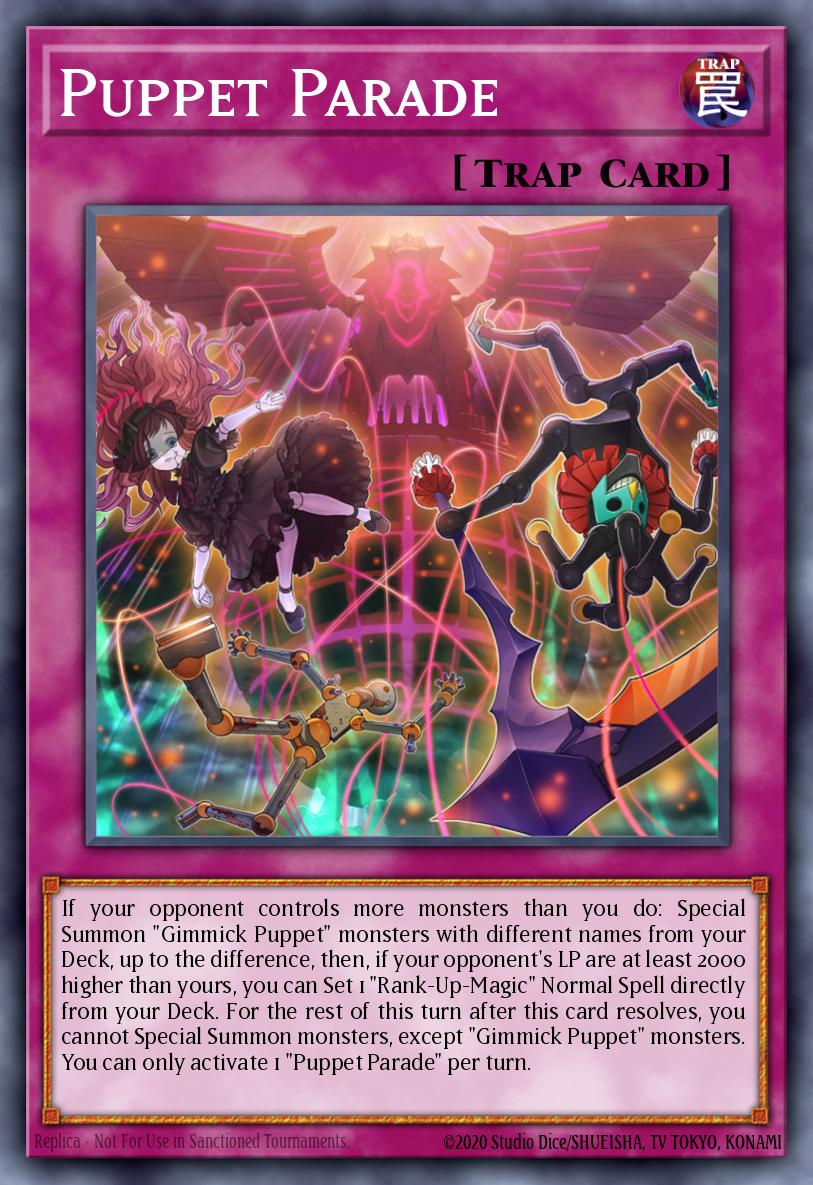 Puppet Parade
TRAP
罠
[Trap Card]
If your opponent controls more monsters than you do: Special
Summon "Gimmick Puppet" monsters with different names from your
Deck, up to the difference, then, if your opponent's LP are at least 2000
higher than yours, you can Set 1 "Rank-Up-Magic" Normal Spell directly
from your Deck. For the rest of this turn after this card resolves, you
cannot Special Summon monsters, except "Gimmick Puppet" monsters.
You can only activate 1 "Puppet Parade" per turn.
Replica - Not For Use in Sanctioned Tournaments.
©2020 Studio Dice/SHUEISHA, TV TOKYO, KONAMI